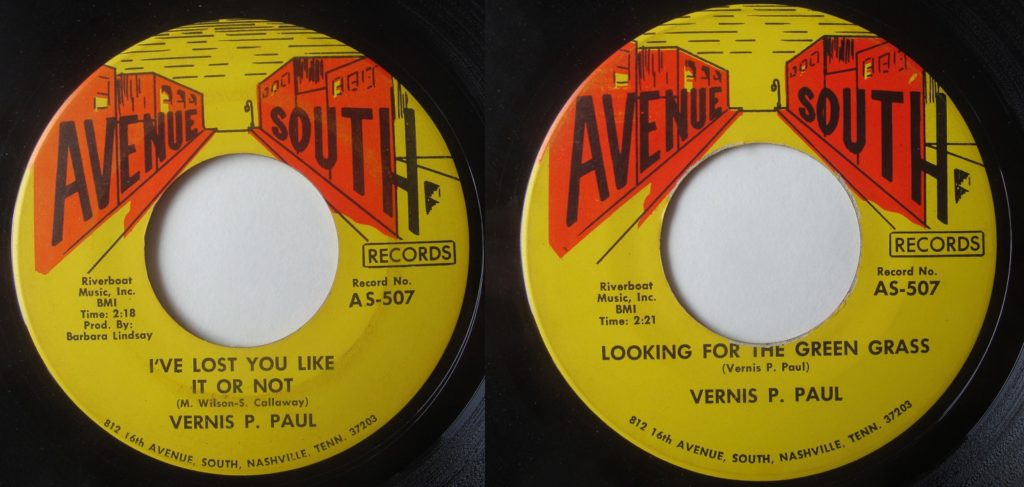 AVENUE SOUTH
RECORDS
Riverboat
Music, Inc.
BMI
Time: 2:18
Prod. By:
Barbara Lindsay
Record No.
AS-507
I'VE LOST YOU LIKE
IT OR NOT
(M. Wilson-S. Callaway)
VERNIS P. PAUL
812 16th AVENUE, SOUTH, NASHVILLE, TENN. 37203
AVENUE SOUTH
RECORDS
Riverboat
Music, Inc.
BMI
Time: 2:21
Record No.
AS-507
LOOKING FOR THE GREEN GRASS
(Vernis P. Paul)
VERNIS P. PAUL
812 16th AVENUE, SOUTH, NASHVILLE, TENN. 37203